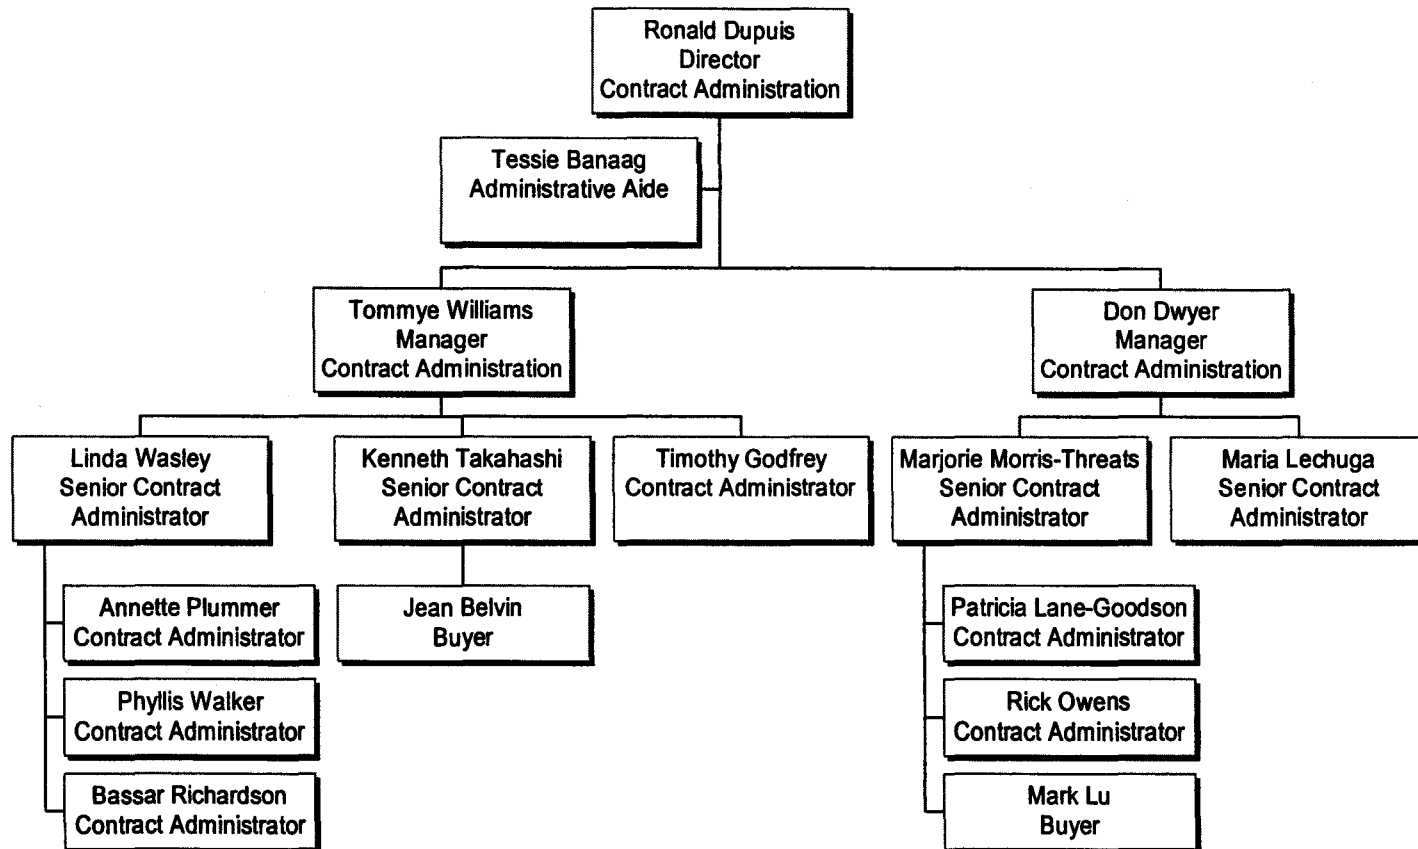 Ronald Dupuis
Director
Contract Administration
Tessie Banaag
Administrative Aide
Tommye Williams
Manager
Contract Administration
Don Dwyer
Manager
Contract Administration
Linda Wasley
Senior Contract
Administrator
Kenneth Takahashi
Senior Contract
Administrator
Timothy Godfrey
Contract Administrator
Marjorie Morris-Threats
Senior Contract
Administrator
Maria Lechuga
Senior Contract
Administrator
Annette Plummer
Contract Administrator
Phyllis Walker
Contract Administrator
Bassar Richardson
Contract Administrator
Jean Belvin
Buyer
Patricia Lane-Goodson
Contract Administrator
Rick Owens
Contract Administrator
Mark Lu
Buyer